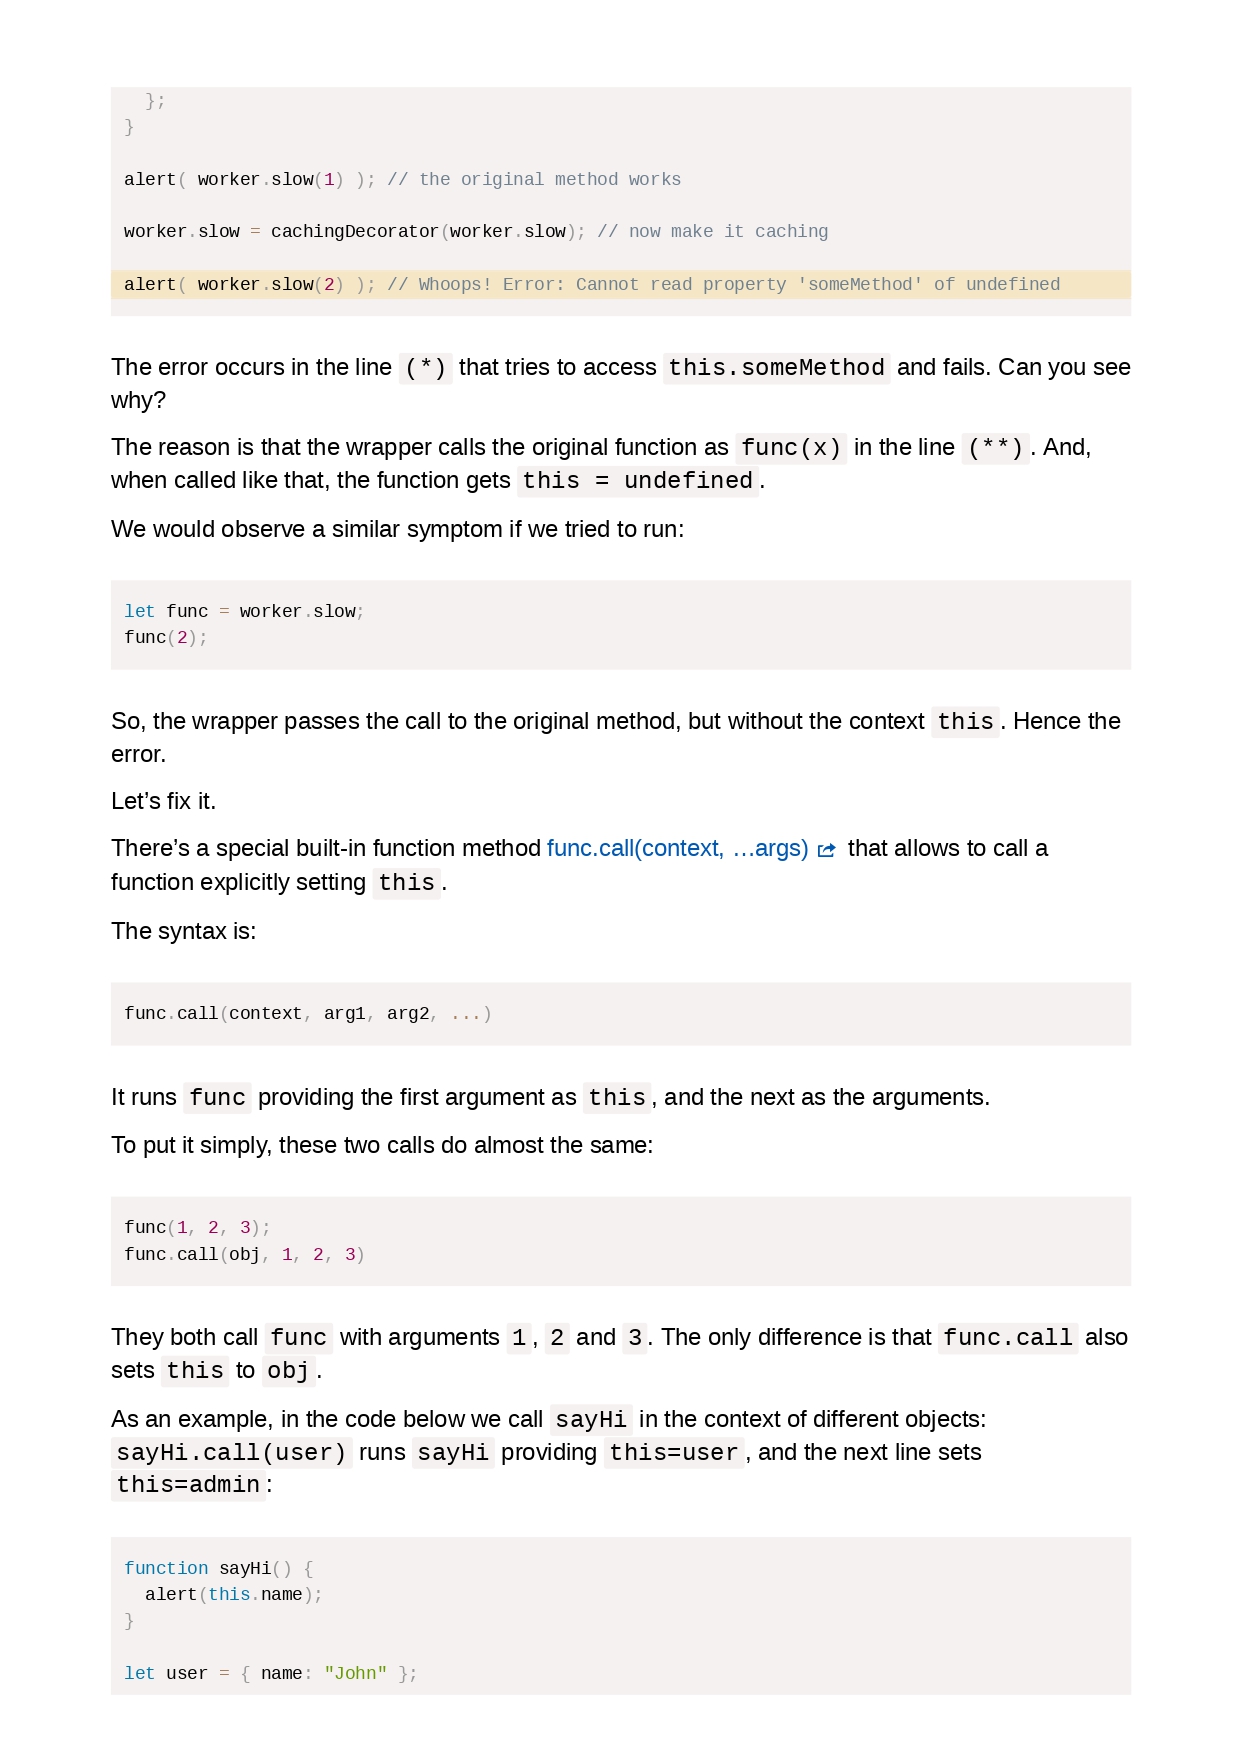 };
}
alert( worker.slow(1) ); // the original method works
worker.slow = cachingDecorator(worker.slow); // now make it caching
alert( worker.slow(2) ); // Whoops! Error: Cannot read property 'someMethod' of undefined
The error occurs in the line (*) that tries to access this.someMethod and fails. Can you see
why?
The reason is that the wrapper calls the original function as func(x) in the line (**). And,
when called like that, the function gets this = undefined.
We would observe a similar symptom if we tried to run:
let func = worker.slow;
func(2);
So, the wrapper passes the call to the original method, but without the context this. Hence the
error.
Let’s fix it.
There’s a special built-in function method func.call(context, …args) that allows to call a
function explicitly setting this.
The syntax is:
func.call(context, arg1, arg2, ...)
It runs func providing the first argument as this, and the next as the arguments.
To put it simply, these two calls do almost the same:
func(1, 2, 3);
func.call(obj, 1, 2, 3)
They both call func with arguments 1, 2 and 3. The only difference is that func.call also
sets this to obj.
As an example, in the code below we call sayHi in the context of different objects:
sayHi.call(user) runs sayHi providing this=user, and the next line sets
this=admin:
function sayHi() {
  alert(this.name);
}
let user = { name: "John" };